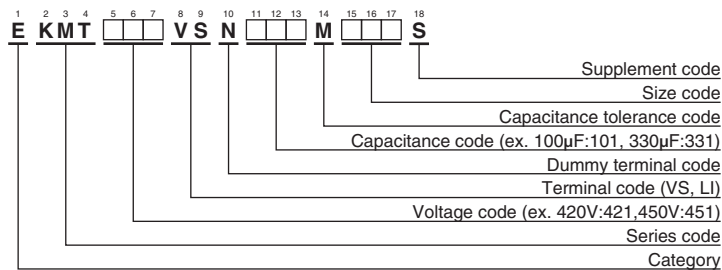 1 2 3 4 5 6 7 8 9 10 11 12 13 14 15 16 17 18
E KMT □□□ VS N □□□ M □□□ S
Supplement code
Size code
Capacitance tolerance code
Capacitance code (ex. 100µF:101, 330µF:331)
Dummy terminal code
Terminal code (VS, LI)
Voltage code (ex. 420V:421,450V:451)
Series code
Category